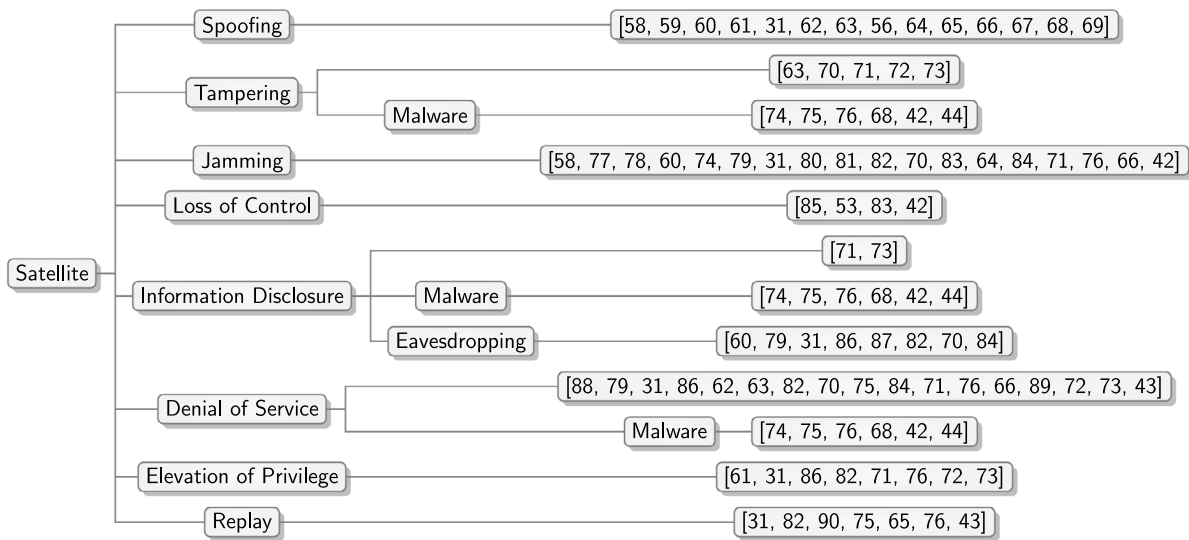 Spoofing [58, 59, 60, 61, 31, 62, 63, 56, 64, 65, 66, 67, 68, 69]
[63, 70, 71, 72, 73]
Tampering
Malware [74, 75, 76, 68, 42, 44]
Jamming [58, 77, 78, 60, 74, 79, 31, 80, 81, 82, 70, 83, 64, 84, 71, 76, 66, 42]
Loss of Control [85, 53, 83, 42]
[71, 73]
Satellite
Information Disclosure Malware [74, 75, 76, 68, 42, 44]
Eavesdropping [60, 79, 31, 86, 87, 82, 70, 84]
[88, 79, 31, 86, 62, 63, 82, 70, 75, 84, 71, 76, 66, 89, 72, 73, 43]
Denial of Service
Malware [74, 75, 76, 68, 42, 44]
Elevation of Privilege [61, 31, 86, 82, 71, 76, 72, 73]
Replay [31, 82, 90, 75, 65, 76, 43]